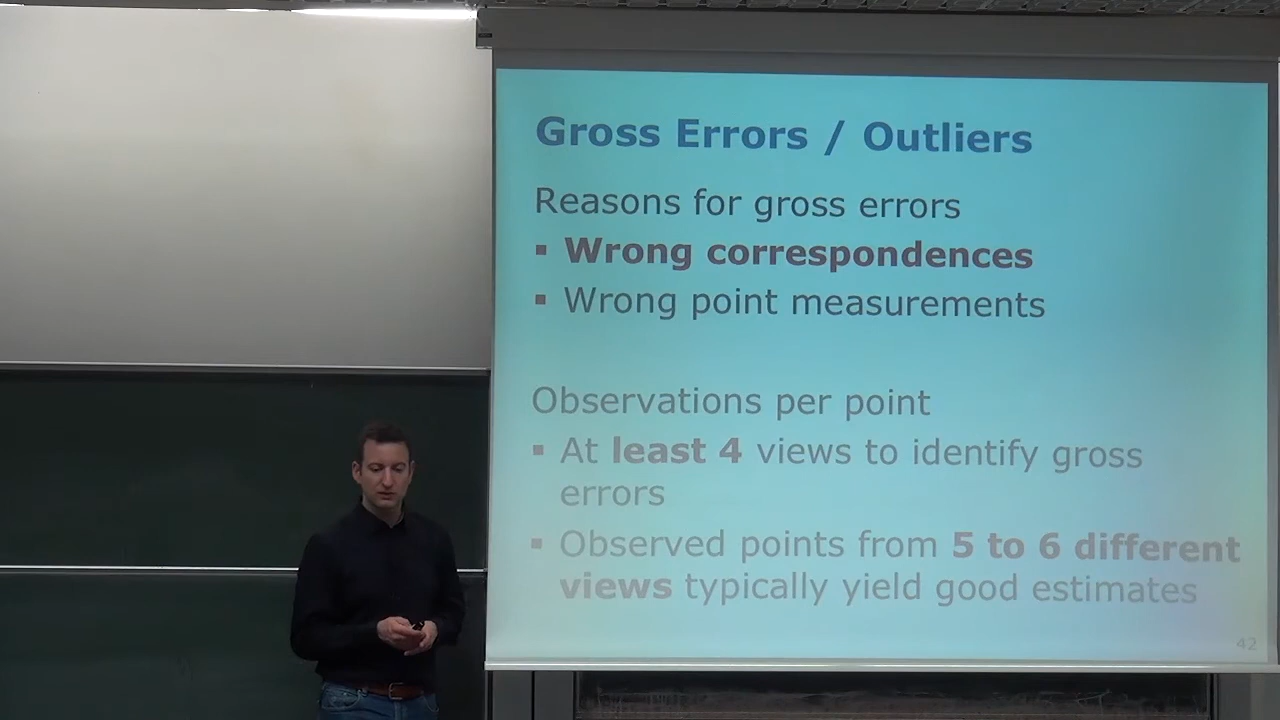 Gross Errors / Outliers
Reasons for gross errors
▪ Wrong correspondences
▪ Wrong point measurements
Observations per point
▪ At least 4 views to identify gross
errors
▪ Observed points from 5 to 6 different
views typically yield good estimates
42